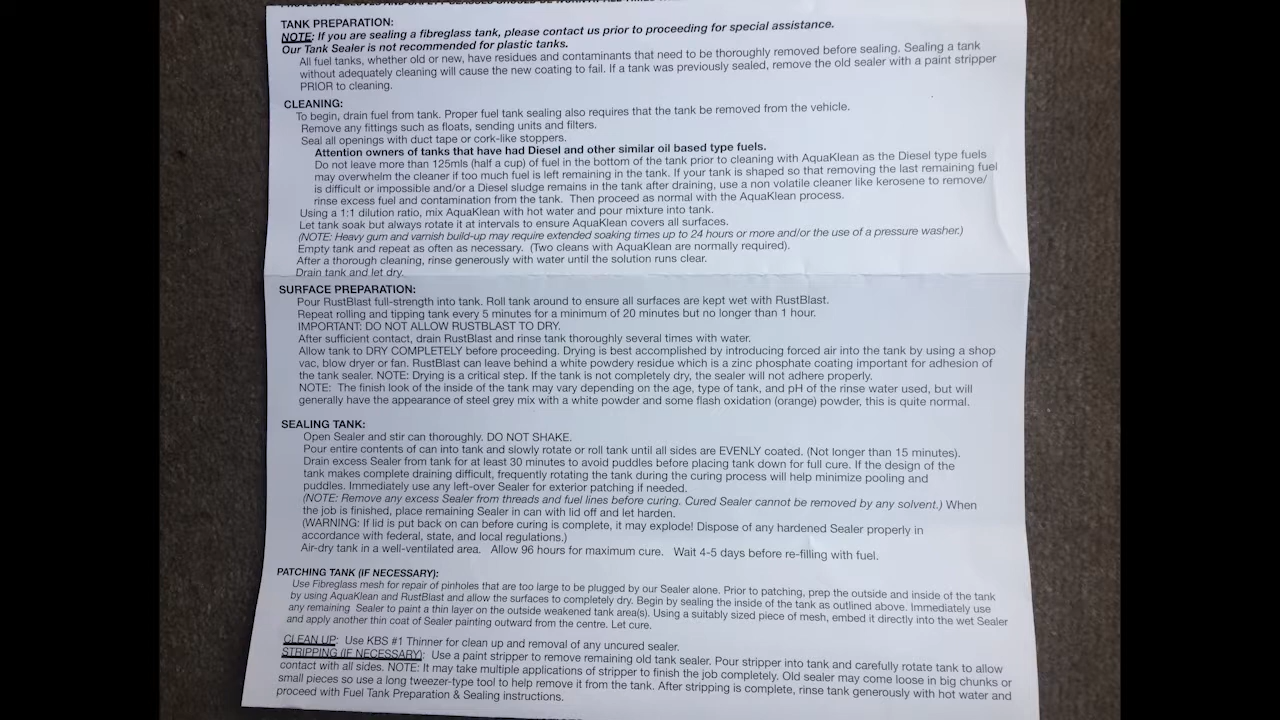 TANK PREPARATION:
NOTE: If you are sealing a fibreglass tank, please contact us prior to proceeding for special assistance.
Our Tank Sealer is not recommended for plastic tanks.
All fuel tanks, whether old or new, have residues and contaminants that need to be thoroughly removed before sealing. Sealing a tank
without adequately cleaning will cause the new coating to fail. If a tank was previously sealed, remove the old sealer with a paint stripper
PRIOR to cleaning.
CLEANING:
To begin, drain fuel from tank. Proper fuel tank sealing also requires that the tank be removed from the vehicle.
Remove any fittings such as floats, sending units and filters.
Seal all openings with duct tape or cork-like stoppers.
Attention owners of tanks that have had Diesel and other similar oil based type fuels.
Do not leave more than 125mls (half a cup) of fuel in the bottom of the tank prior to cleaning with AquaKlean as the Diesel type fuels
may overwhelm the cleaner if too much fuel is left remaining in the tank. If your tank is shaped so that removing the last remaining fuel
is difficult or impossible and/or a Diesel sludge remains in the tank after draining, use a non volatile cleaner like kerosene to remove/
rinse excess fuel and contamination from the tank. Then proceed as normal with the AquaKlean process.
Using a 1:1 dilution ratio, mix AquaKlean with hot water and pour mixture into tank.
Let tank soak but always rotate it at intervals to ensure AquaKlean covers all surfaces.
(NOTE: Heavy gum and varnish build-up may require extended soaking times up to 24 hours or more and/or the use of a pressure washer.)
Empty tank and repeat as often as necessary. (Two cleans with AquaKlean are normally required).
After a thorough cleaning, rinse generously with water until the solution runs clear.
Drain tank and let dry.
SURFACE PREPARATION:
Pour RustBlast full-strength into tank. Roll tank around to ensure all surfaces are kept wet with RustBlast.
Repeat rolling and tipping tank every 5 minutes for a minimum of 20 minutes but no longer than 1 hour.
IMPORTANT: DO NOT ALLOW RUSTBLAST TO DRY.
After sufficient contact, drain RustBlast and rinse tank thoroughly several times with water.
Allow tank to DRY COMPLETELY before proceeding. Drying is best accomplished by introducing forced air into the tank by using a shop
vac, blow dryer or fan. RustBlast can leave behind a white powdery residue which is a zinc phosphate coating important for adhesion of
the tank sealer. NOTE: Drying is a critical step. If the tank is not completely dry, the sealer will not adhere properly.
NOTE: The finish look of the inside of the tank may vary depending on the age, type of tank, and pH of the rinse water used, but will
generally have the appearance of steel grey mix with a white powder and some flash oxidation (orange) powder, this is quite normal.
SEALING TANK:
Open Sealer and stir can thoroughly. DO NOT SHAKE.
Pour entire contents of can into tank and slowly rotate or roll tank until all sides are EVENLY coated. (Not longer than 15 minutes).
Drain excess Sealer from tank for at least 30 minutes to avoid puddles before placing tank down for full cure. If the design of the
tank makes complete draining difficult, frequently rotating the tank during the curing process will help minimize pooling and
puddles. Immediately use any left-over Sealer for exterior patching if needed.
(NOTE: Remove any excess Sealer from threads and fuel lines before curing. Cured Sealer cannot be removed by any solvent.) When
the job is finished, place remaining Sealer in can with lid off and let harden.
(WARNING: If lid is put back on can before curing is complete, it may explode! Dispose of any hardened Sealer properly in
accordance with federal, state, and local regulations.)
Air-dry tank in a well-ventilated area. Allow 96 hours for maximum cure. Wait 4-5 days before re-filling with fuel.
PATCHING TANK (IF NECESSARY):
Use Fibreglass mesh for repair of pinholes that are too large to be plugged by our Sealer alone. Prior to patching, prep the outside and inside of the tank
by using AquaKlean and RustBlast and allow the surfaces to completely dry. Begin by sealing the inside of the tank as outlined above. Immediately use
any remaining Sealer to paint a thin layer on the outside weakened tank area(s). Using a suitably sized piece of mesh, embed it directly into the wet Sealer
and apply another thin coat of Sealer painting outward from the centre. Let cure.
CLEAN UP: Use KBS #1 Thinner for clean up and removal of any uncured sealer.
STRIPPING (IF NECESSARY): Use a paint stripper to remove remaining old tank sealer. Pour stripper into tank and carefully rotate tank to allow
contact with all sides. NOTE: It may take multiple applications of stripper to finish the job completely. Old sealer may come loose in big chunks or
small pieces so use a long tweezer-type tool to help remove it from the tank. After stripping is complete, rinse tank generously with hot water and
proceed with Fuel Tank Preparation & Sealing instructions.